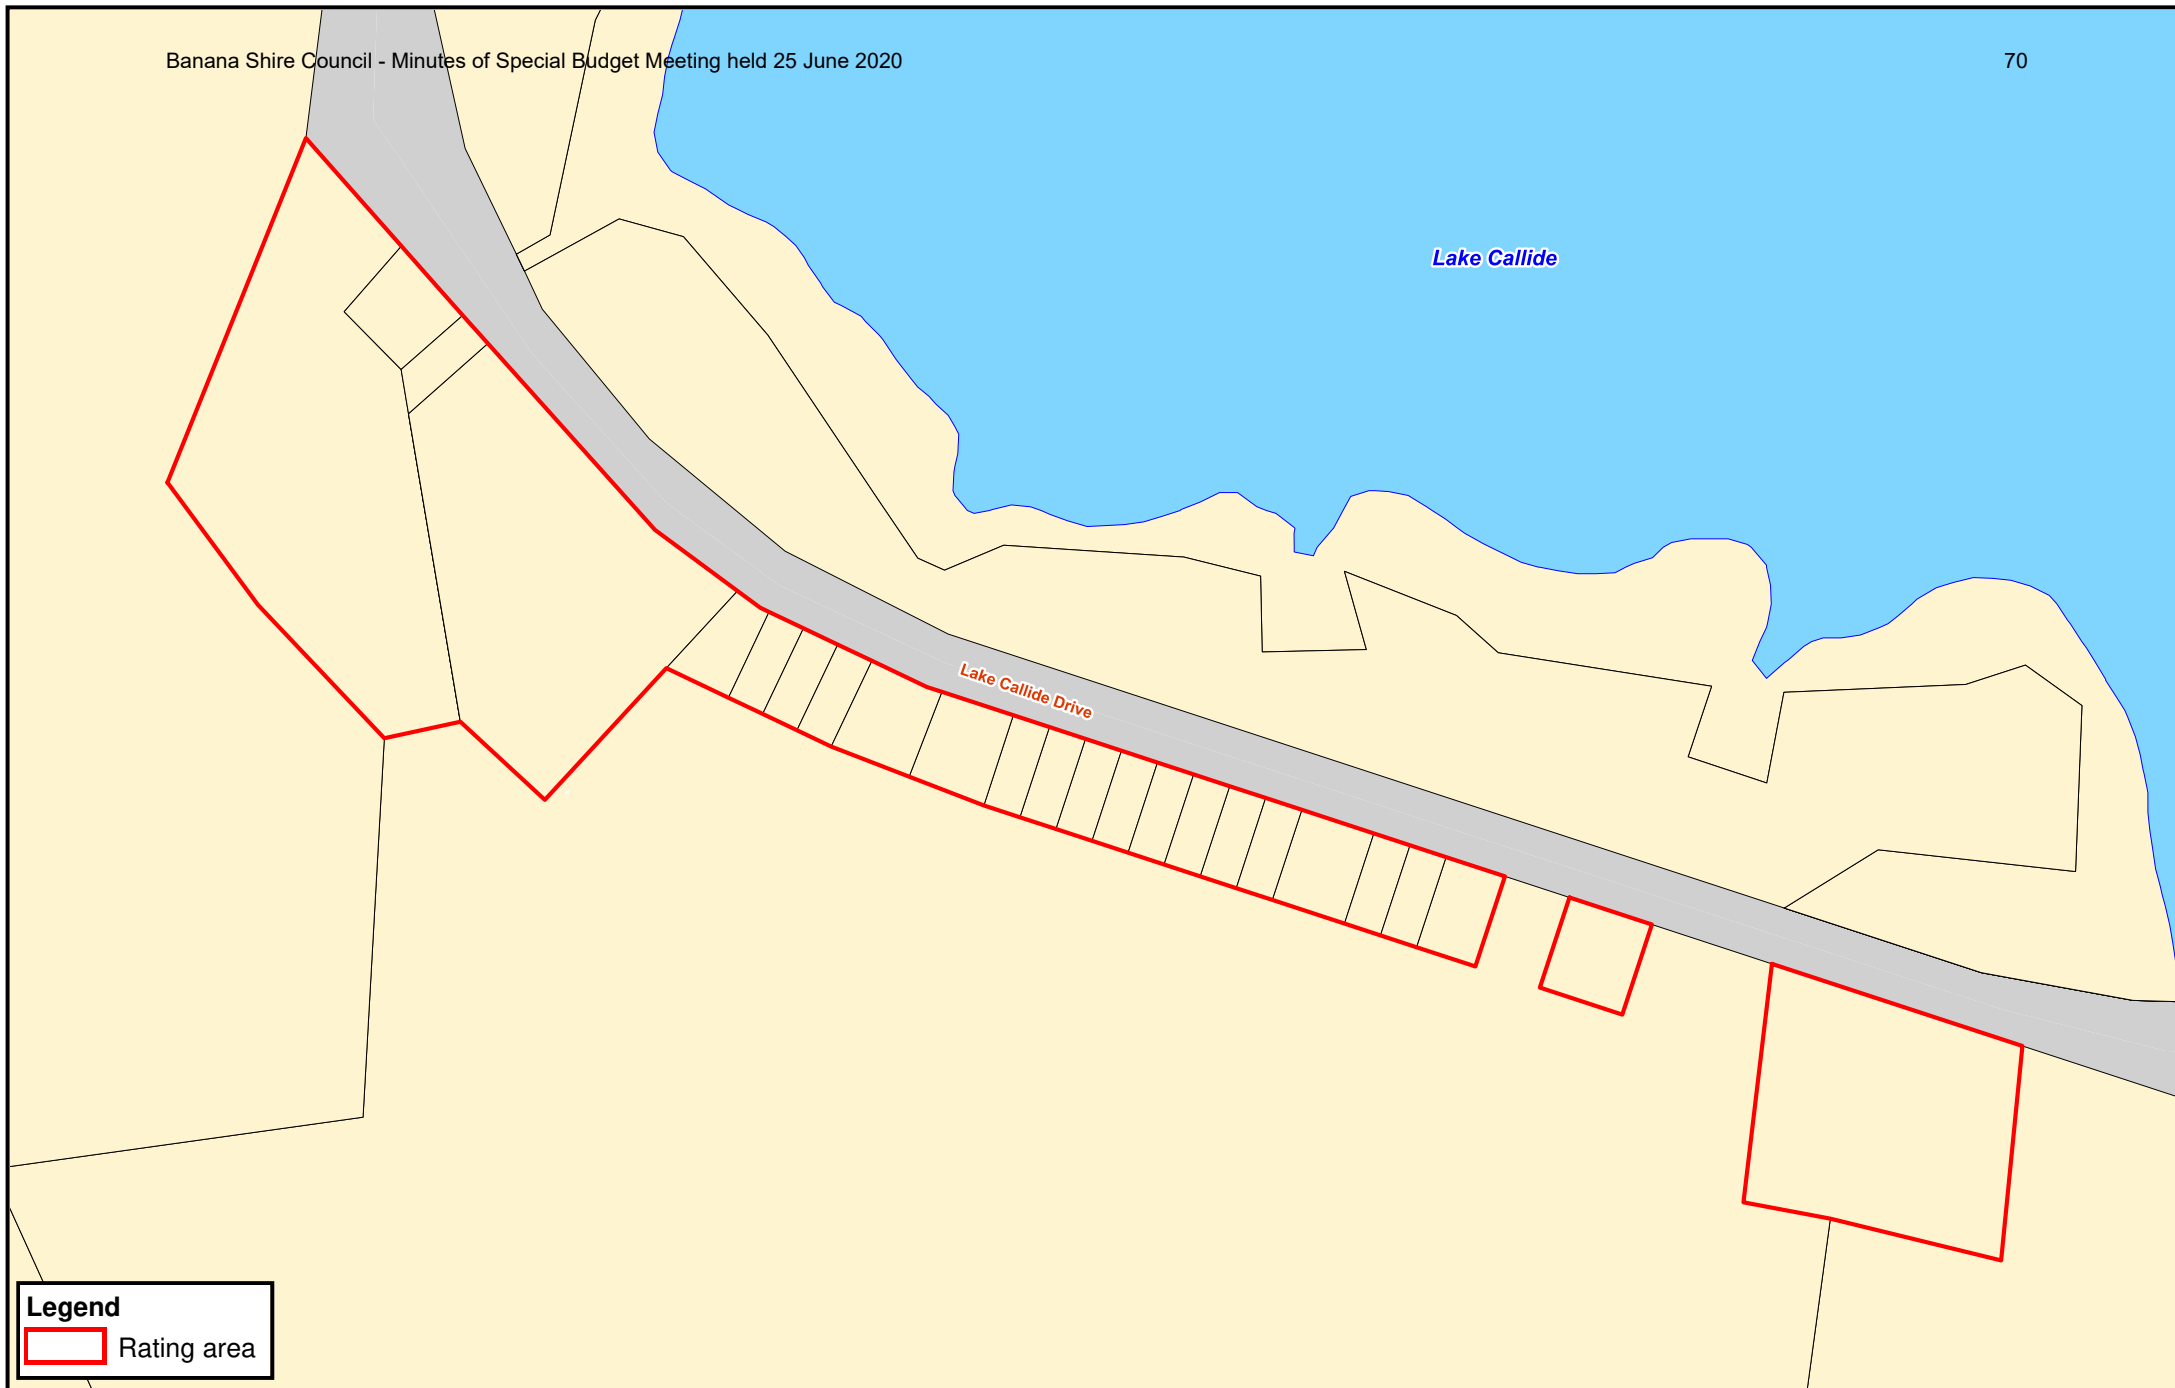 Banana Shire Council - Minutes of Special Budget Meeting held 25 June 2020
70
Lake Callide
Lake Callide Drive
Legend
Rating area